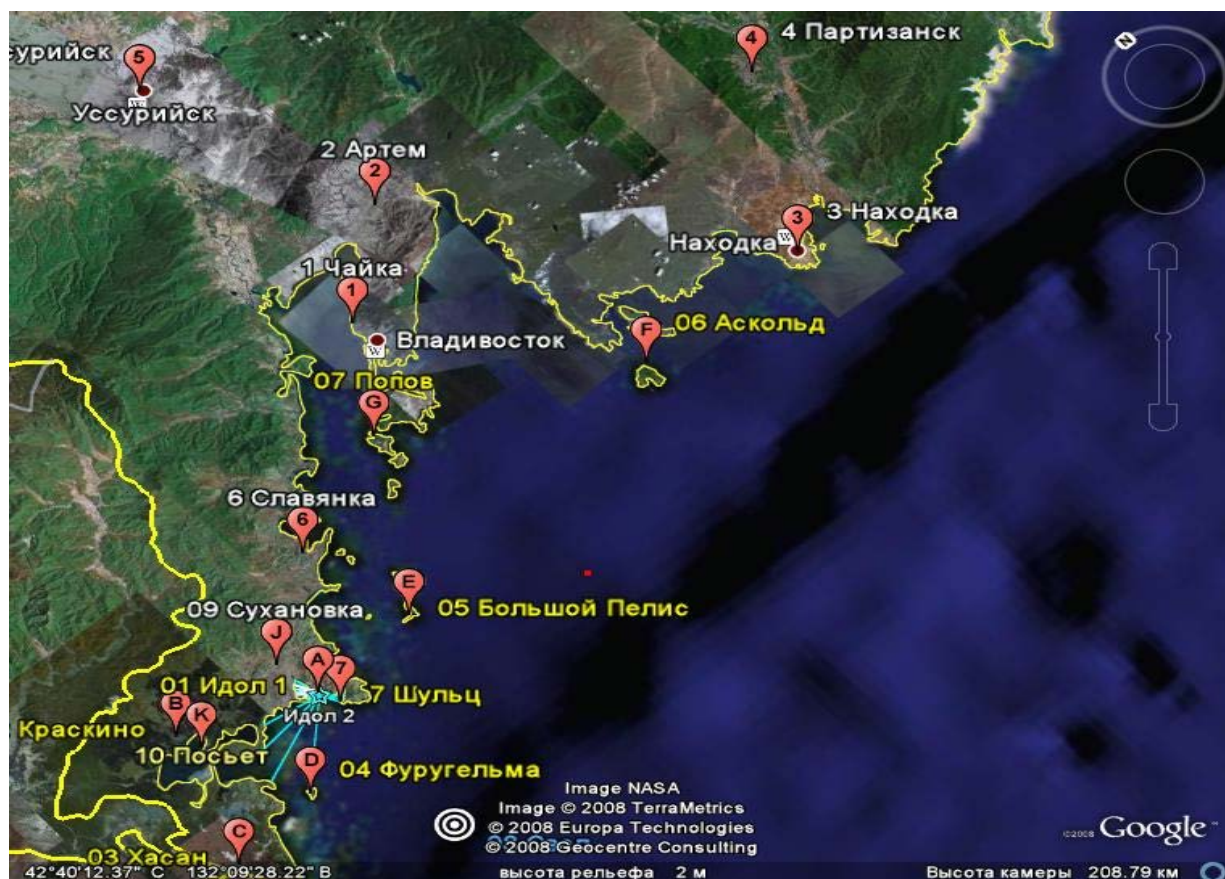 сурийск
5
Уссурийск
W
4
4 Партизанск
N
2 Артем
2
3 Находка
3
Находка
W
1 Чайка
1
Владивосток
W
06 Аскольд
F
07 Попов
G
6 Славянка
6
E
05 Большой Пелис
09 Сухановка
J
A
7
01 Идол 1
7 Шульц
B
K
Идол 2
Краскино
10 Посьет
D
04 Фуругельма
C
03 Хасан
Image NASA
Image © 2008 TerraMetrics
© 2008 Europa Technologies
© 2008 Geocentre Consulting
©2008 Google™
42°40'12.37" С 132°09'28.22" В высота рельефа 2 м Высота камеры 208.79 км